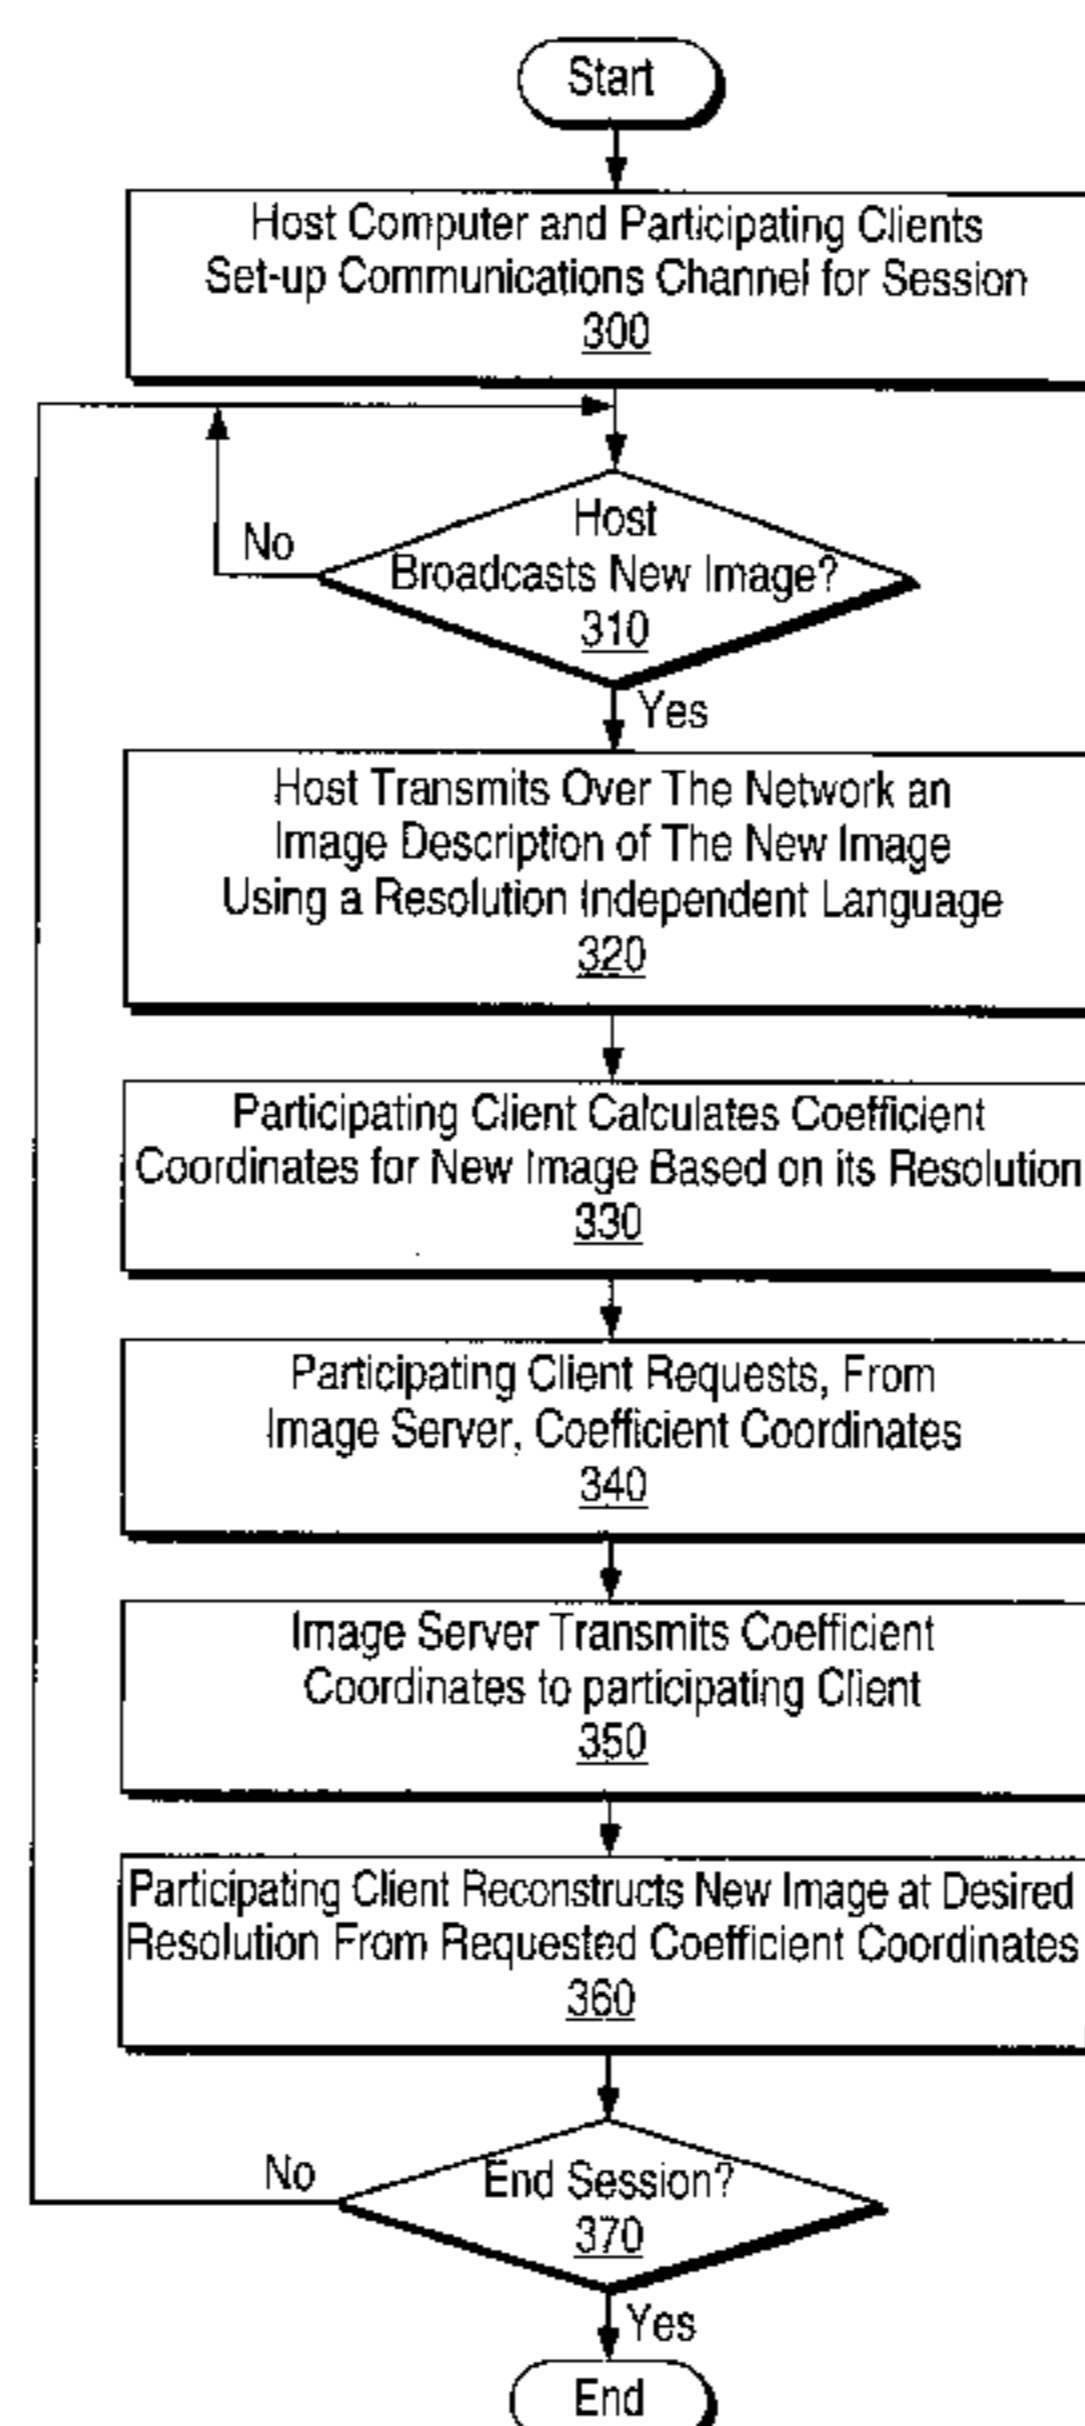 Start
Host Computer and Participating Clients
Set-up Communications Channel for Session
300
Host
Broadcasts New Image?
310
No
Yes
Host Transmits Over The Network an
Image Description of The New Image
Using a Resolution Independent Language
320
Participating Client Calculates Coefficient
Coordinates for New Image Based on its Resolution
330
Participating Client Requests, From
Image Server, Coefficient Coordinates
340
Image Server Transmits Coefficient
Coordinates to participating Client
350
Participating Client Reconstructs New Image at Desired
Resolution From Requested Coefficient Coordinates
360
No
End Session?
370
Yes
End